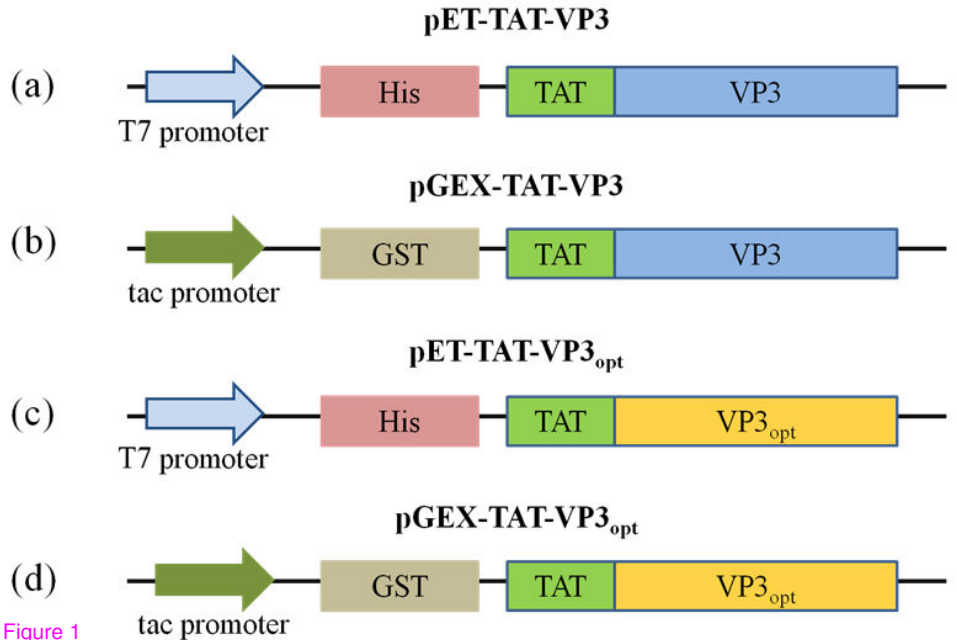 pET-TAT-VP3
(a) His TAT VP3
T7 promoter
pGEX-TAT-VP3
(b) GST TAT VP3
tac promoter
pET-TAT-VP3opt
(c) His TAT VP3opt
T7 promoter
pGEX-TAT-VP3opt
(d) GST TAT VP3opt
tac promoter
Figure 1